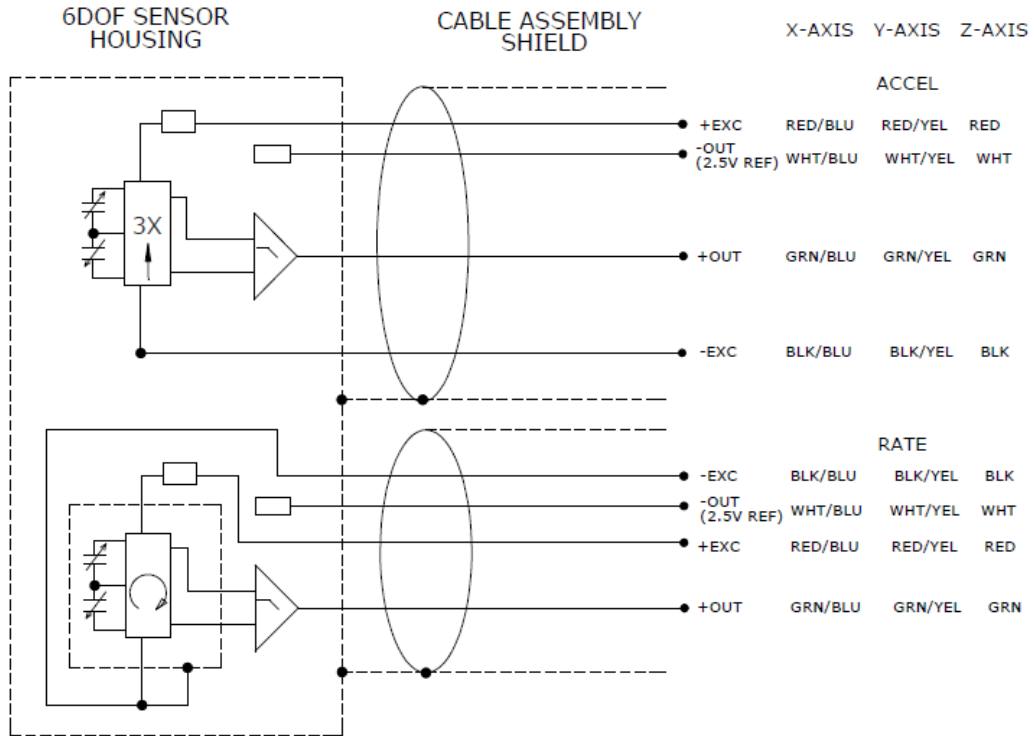 6DOF SENSOR
HOUSING
CABLE ASSEMBLY
SHIELD
X-AXIS Y-AXIS Z-AXIS
ACCEL
+EXC RED/BLU RED/YEL RED
-OUT
(2.5V REF) WHT/BLU WHT/YEL WHT
3X
+OUT GRN/BLU GRN/YEL GRN
-EXC BLK/BLU BLK/YEL BLK
RATE
-EXC BLK/BLU BLK/YEL BLK
-OUT
(2.5V REF) WHT/BLU WHT/YEL WHT
+EXC RED/BLU RED/YEL RED
+OUT GRN/BLU GRN/YEL GRN